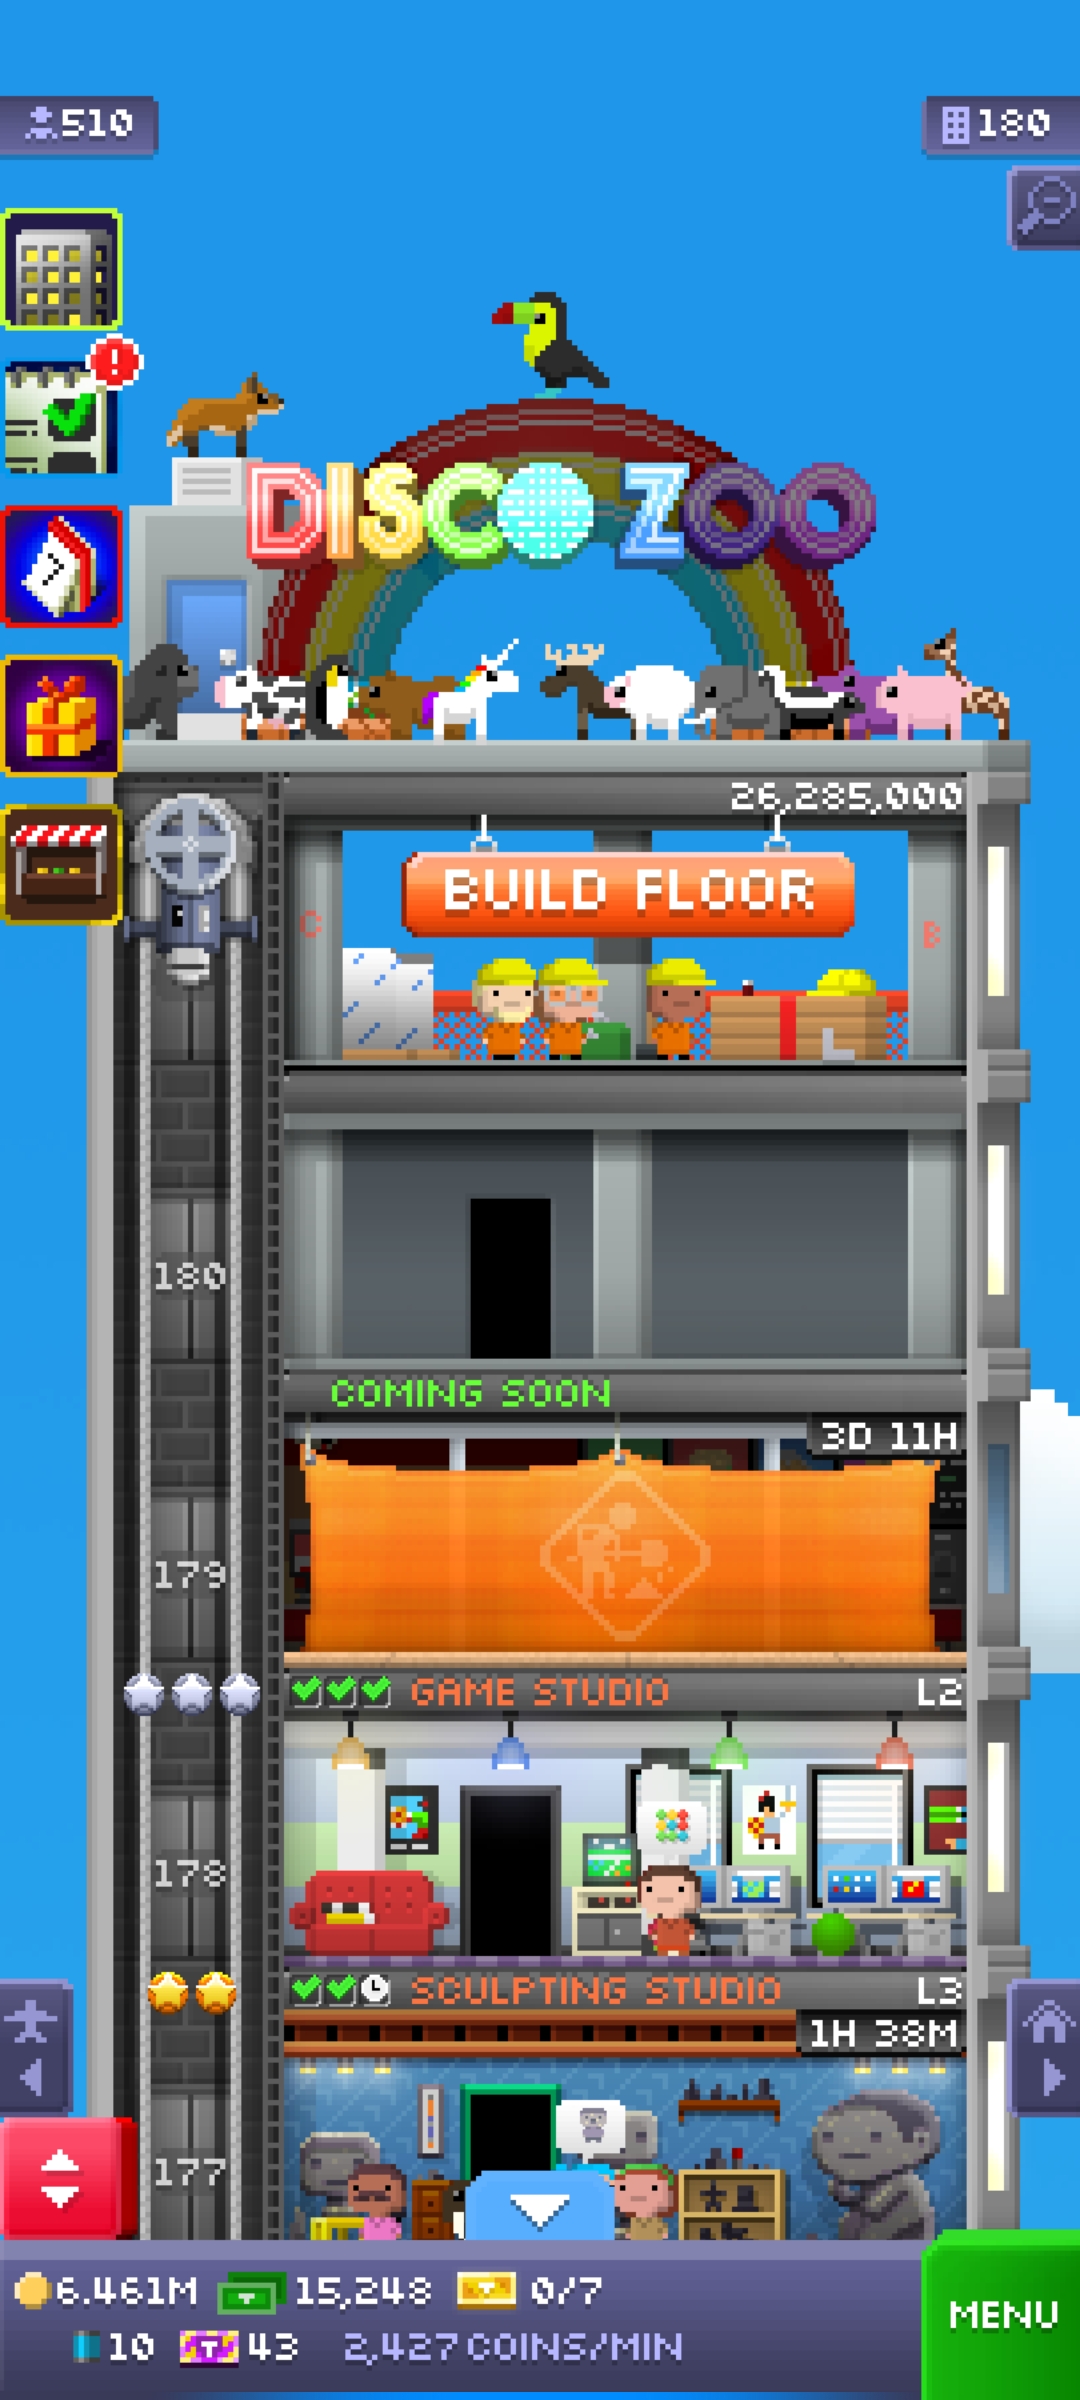 510
180
7
DISCO ZOO
26,285,000
BUILD FLOOR
C
B
180
COMING SOON
3D 11H
179
GAME STUDIO L2
178
SCULPTING STUDIO L3
1H 38M
177
6.461M 15,248 0/7
10 T 43 2,427 COINS/MIN
MENU